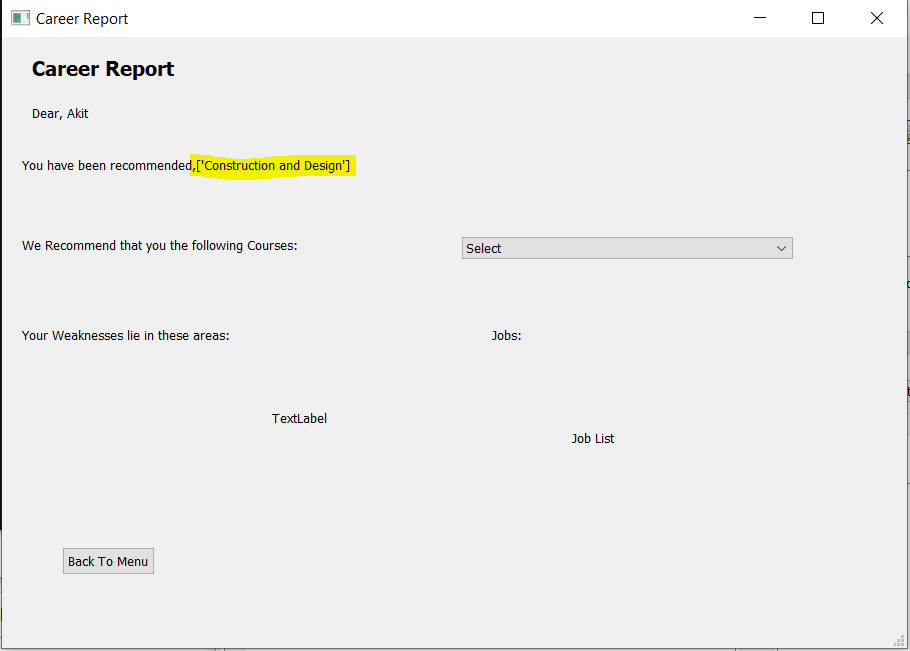 Career Report
Career Report
Dear, Akit
You have been recommended,['Construction and Design']
We Recommend that you the following Courses:
Select
Your Weaknesses lie in these areas:
Jobs:
TextLabel
Job List
Back To Menu